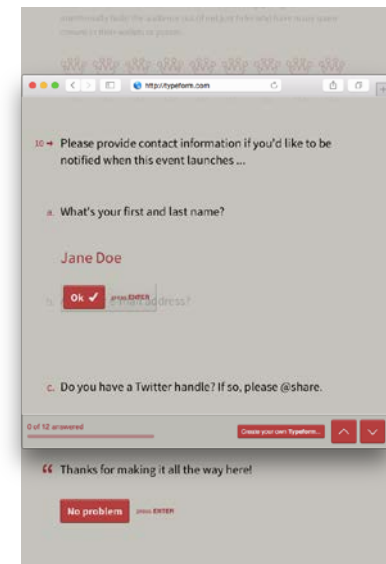 http://typeform.com
10 → Please provide contact information if you'd like to be
notified when this event launches ...
a. What's your first and last name?
Jane Doe
Ok ✓ press ENTER
b. address?
c. Do you have a Twitter handle? If so, please @share.
0 of 12 answered
Create your own Typeform...
“ Thanks for making it all the way here!
No problem press ENTER